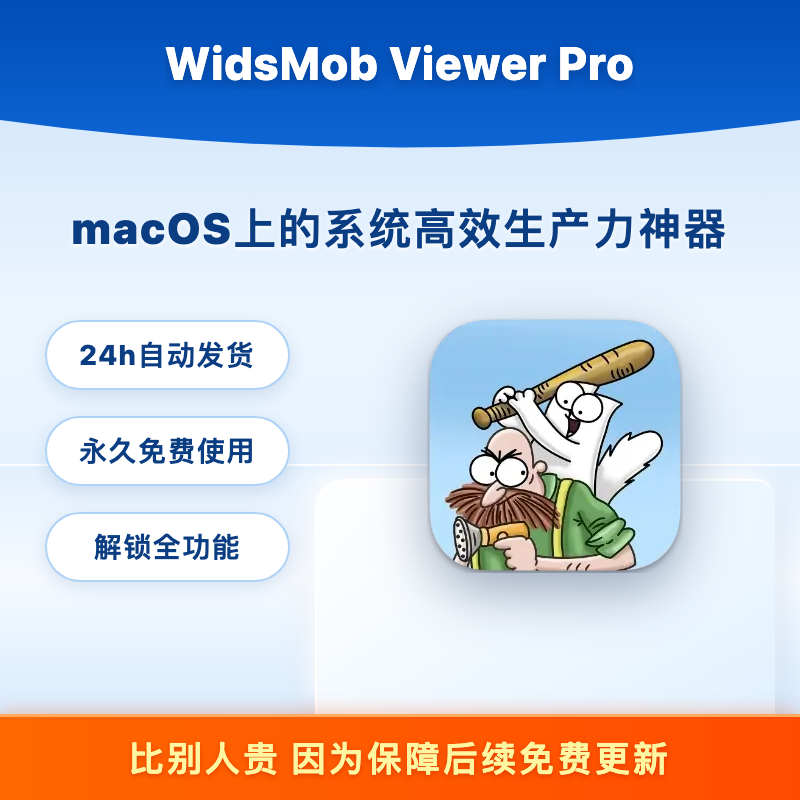 WidsMob Viewer Pro
macOS上的系统高效生产力神器
24h自动发货
永久免费使用
解锁全功能
比别人贵 因为保障后续免费更新